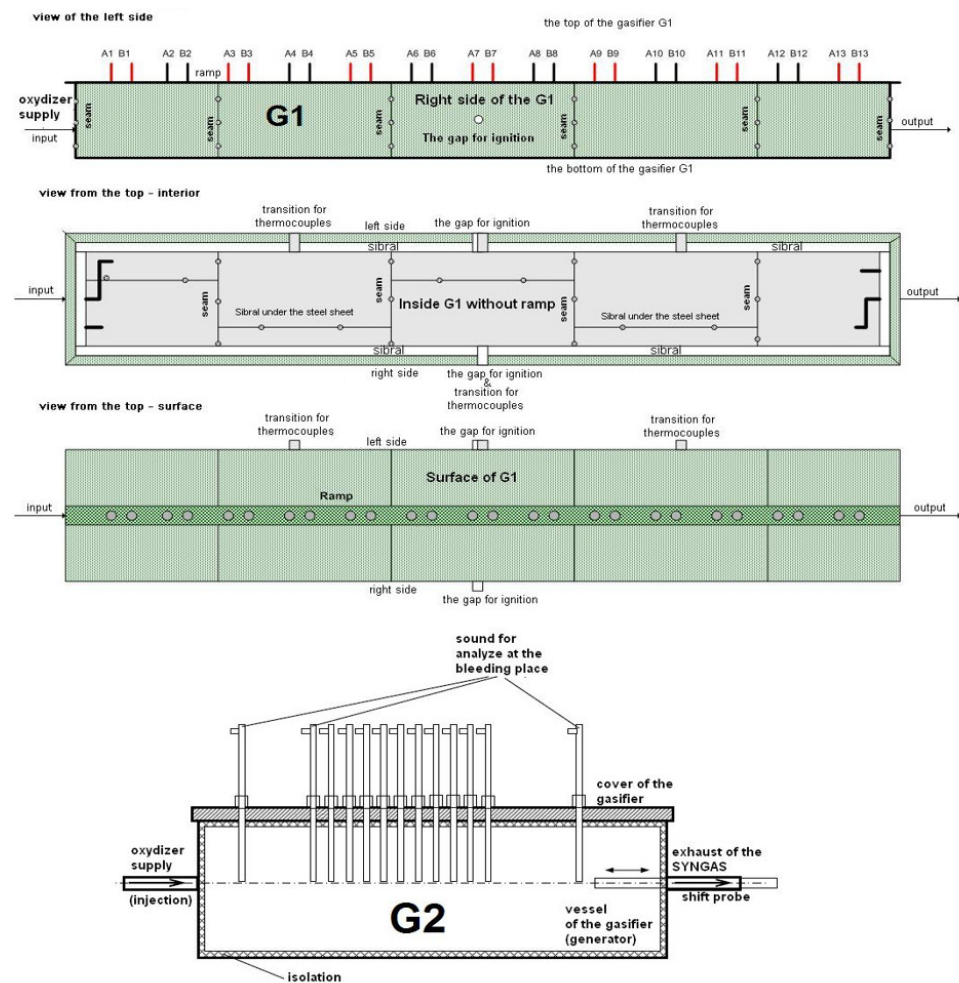 view of the left side
the top of the gasifier G1
A1 B1 A2 B2 A3 B3 A4 B4 A5 B5 A6 B6 A7 B7 A8 B8 A9 B9 A10 B10 A11 B11 A12 B12 A13 B13
ramp
oxydizer
supply
input
seam
seam
G1
seam
Right side of the G1
The gap for ignition
seam
seam
seam
output
the bottom of the gasifier G1
view from the top - interior
transition for
thermocouples
left side
the gap for ignition
transition for
thermocouples
sibral
sibral
input
seam
Sibral under the steel sheet
seam
Inside G1 without ramp
seam
Sibral under the steel sheet
seam
output
sibral
sibral
right side
the gap for ignition
&
transition for
thermocouples
view from the top - surface
transition for
thermocouples
left side
the gap for ignition
transition for
thermocouples
Surface of G1
Ramp
input
output
right side
the gap for ignition
sound for
analyze at the
bleeding place
cover of the
gasifier
oxydizer
supply
(injection)
exhaust of the
SYNGAS
shift probe
G2
vessel
of the gasifier
(generator)
isolation